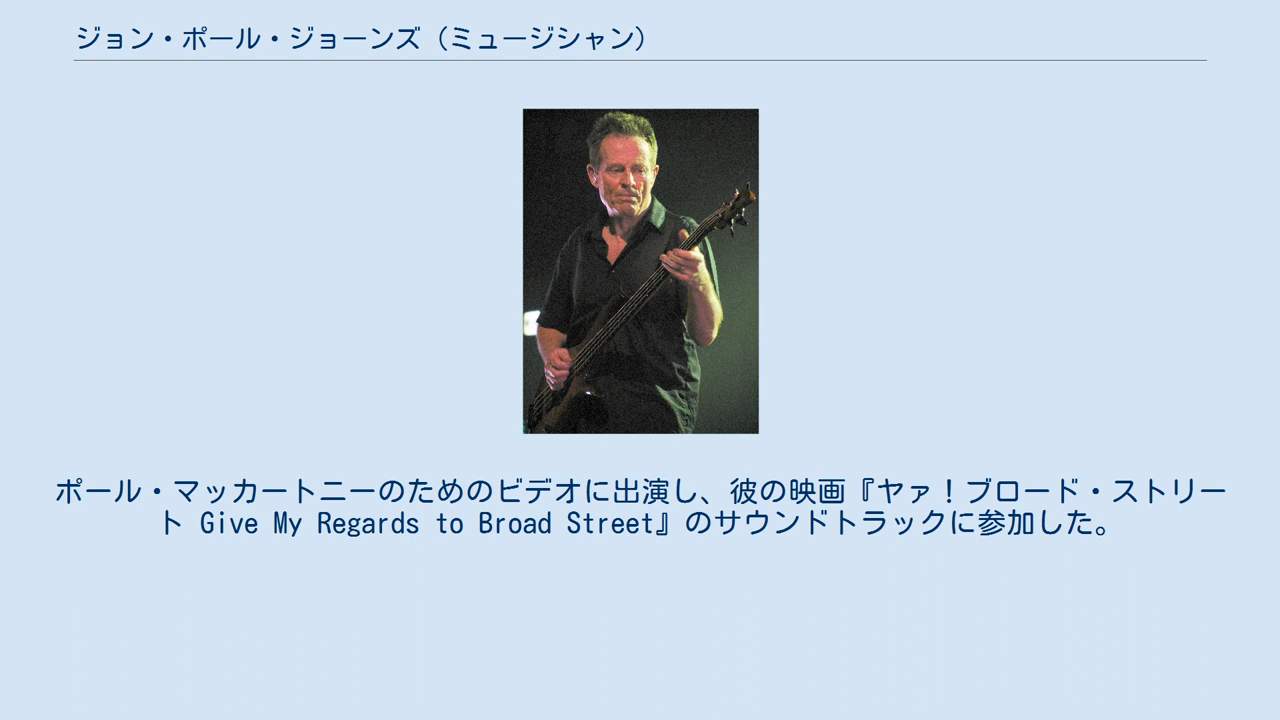 ジョン・ポール・ジョーンズ（ミュージシャン）
ポール・マッカートニーのためのビデオに出演し、彼の映画『ヤァ！ブロード・ストリー
ト Give My Regards to Broad Street』のサウンドトラックに参加した。